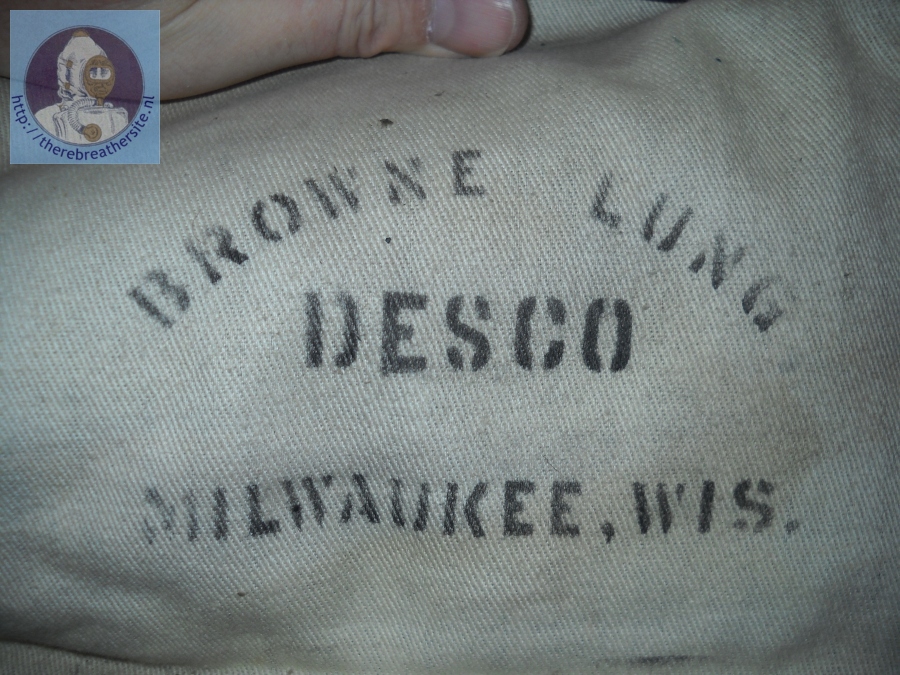 http://therebreathersite.nl
BROWNE LUNG
DESCO
MILWAUKEE, WIS.